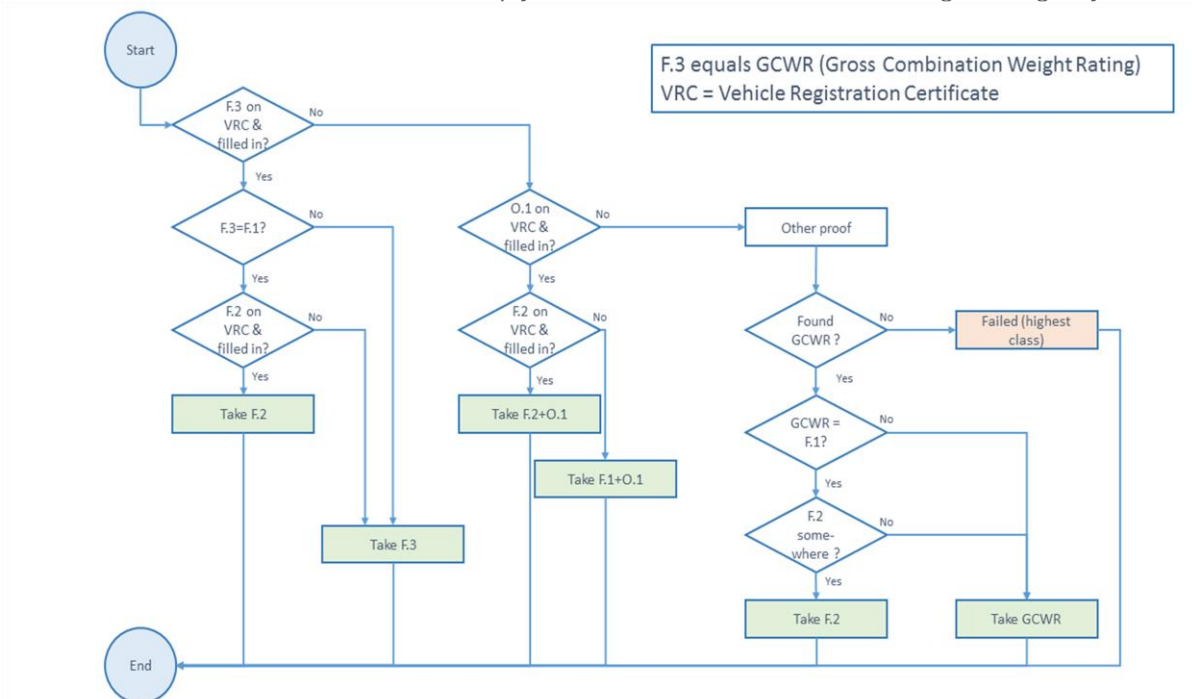 Start
F.3 equals GCWR (Gross Combination Weight Rating)
VRC = Vehicle Registration Certificate
F.3 on
VRC &
filled in?
No
Yes
F.3=F.1?
No
Yes
F.2 on
VRC &
filled in?
No
Yes
Take F.2
Take F.3
O.1 on
VRC &
filled in?
No
Yes
F.2 on
VRC &
filled in?
No
Yes
Take F.2+O.1
Take F.1+O.1
Other proof
Found
GCWR ?
No
Failed (highest
class)
Yes
GCWR =
F.1?
No
Yes
F.2
some-
where ?
No
Yes
Take F.2
Take GCWR
End